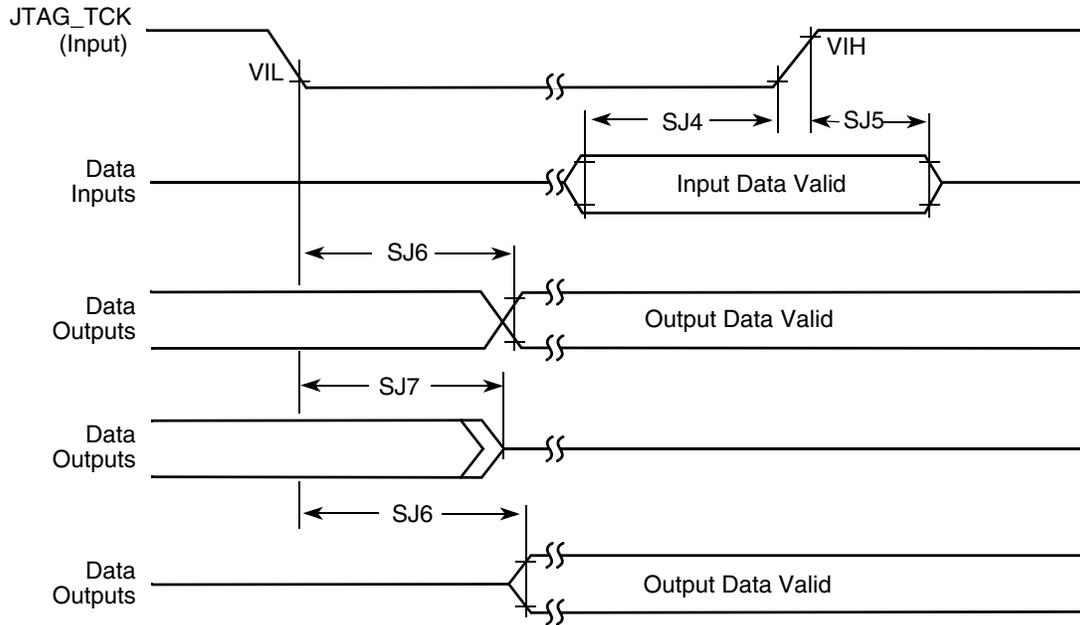 JTAG_TCK
(Input)
VIL
VIH
SJ4
SJ5
Data
Inputs
Input Data Valid
SJ6
Data
Outputs
Output Data Valid
SJ7
Data
Outputs
SJ6
Data
Outputs
Output Data Valid